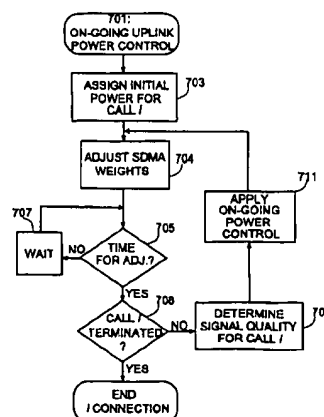 701:
ON-GOING UPLINK
POWER CONTROL
ASSIGN INITIAL
POWER FOR
CALL i
703
ADJUST SDMA
WEIGHTS
704
711
APPLY
ON-GOING
POWER
CONTROL
707
WAIT
NO
TIME
FOR ADJ.?
705
YES
708
CALL i
TERMINATED
?
NO
DETERMINE
SIGNAL QUALITY
FOR CALL i
YES
END
i CONNECTION